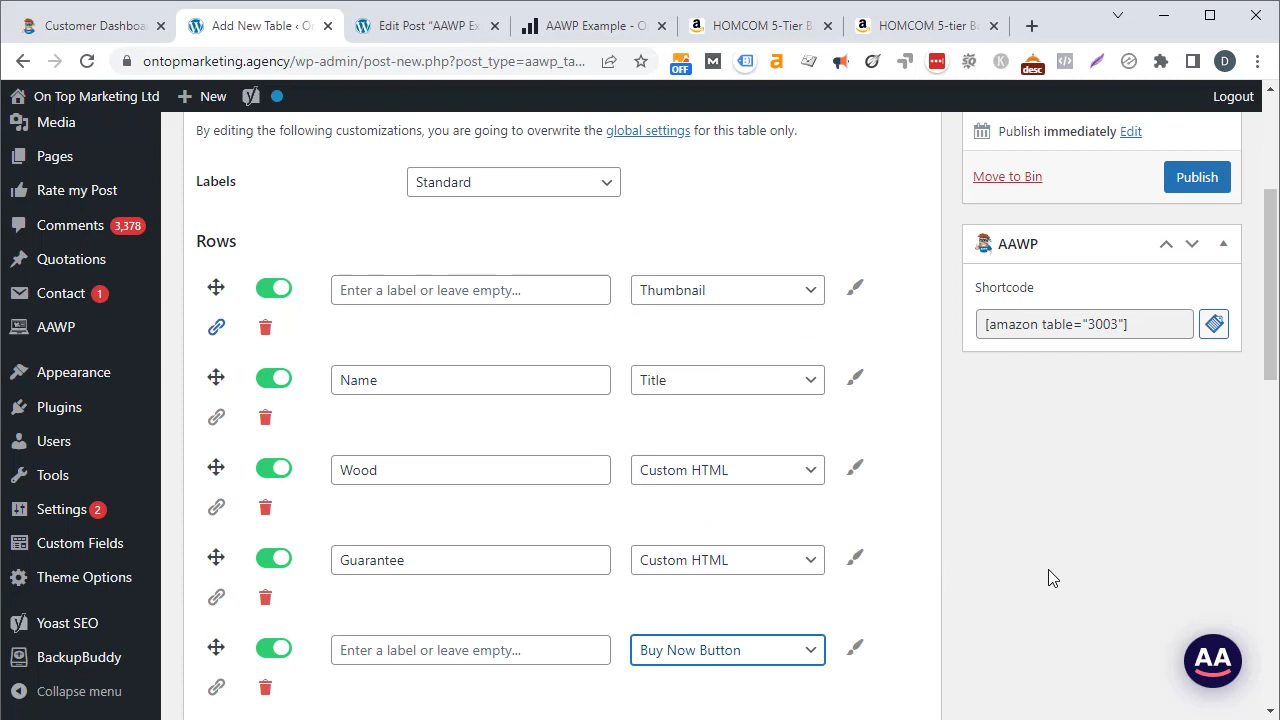 Customer Dashboa
Add New Table ‹ On
Edit Post "AAWP Ex
AAWP Example - O
HOMCOM 5-Tier B
HOMCOM 5-tier Bo
ontopmarketing.agency/wp-admin/post-new.php?post_type=aawp_ta...
OFF
desc
D
On Top Marketing Ltd
New
Logout
Media
Pages
Rate my Post
Comments 3,378
Quotations
Contact 1
AAWP
Appearance
Plugins
Users
Tools
Settings 2
Custom Fields
Theme Options
Yoast SEO
BackupBuddy
Collapse menu
By editing the following customizations, you are going to overwrite the global settings for this table only.
Labels
Standard
Rows
Enter a label or leave empty...
Thumbnail
Name
Title
Wood
Custom HTML
Guarantee
Custom HTML
Enter a label or leave empty...
Buy Now Button
Publish immediately Edit
Move to Bin
Publish
AAWP
Shortcode
[amazon table="3003"]
AA